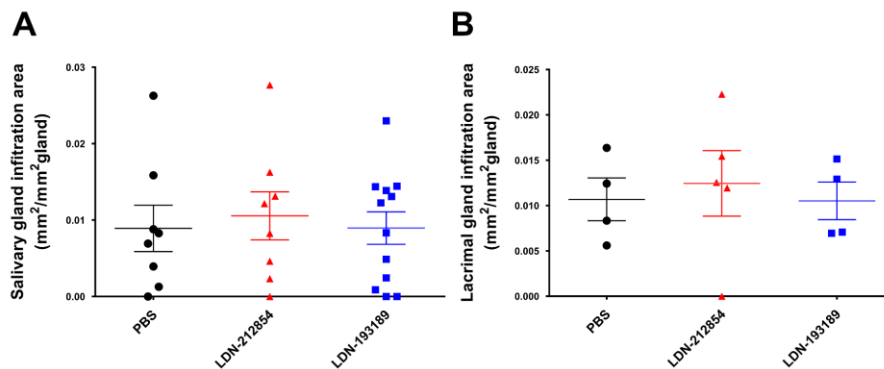 A
Salivary gland infitration area
(mm²/mm²gland)
0.03
0.02
0.01
0.00
PBS
LDN-212854
LDN-193189
B
Lacrimal gland infitration area
(mm²/mm²gland)
0.025
0.020
0.015
0.010
0.005
0.000
PBS
LDN-212854
LDN-193189